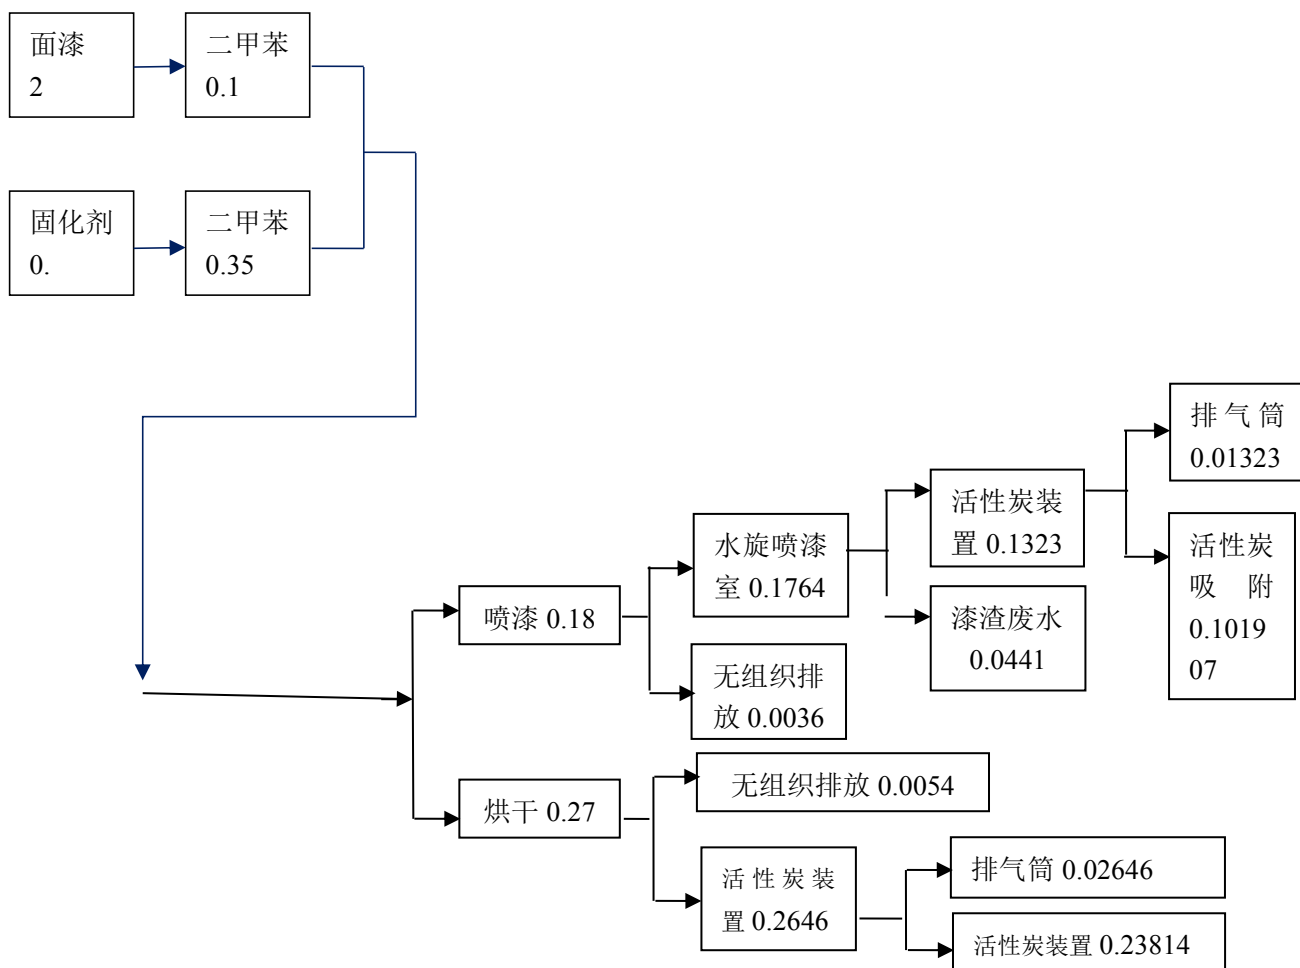 面漆
2
二甲苯
0.1
固化剂
0.
二甲苯
0.35
排气筒
0.01323
活性炭装
置 0.1323
水旋喷漆
室 0.1764
活性炭
吸 附
0.1019
07
喷漆 0.18
漆渣废水
0.0441
无组织排
放 0.0036
无组织排放 0.0054
烘干 0.27
活性炭装
置 0.2646
排气筒 0.02646
活性炭装置 0.23814